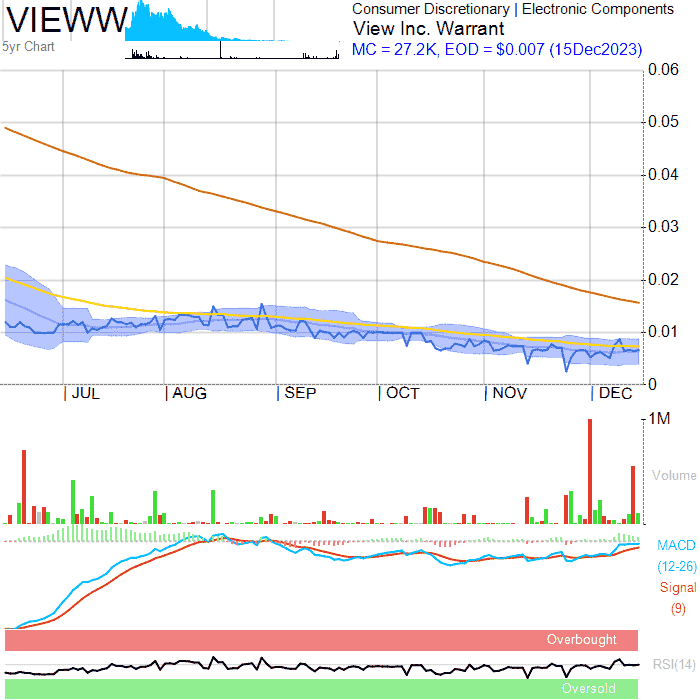 VIEWW
5yr Chart
Consumer Discretionary | Electronic Components
View Inc. Warrant
MC = 27.2K, EOD = $0.007 (15Dec2023)
0.06
0.05
0.04
0.03
0.02
0.01
0
| JUL | AUG | SEP | OCT | NOV | DEC
1M
Volume
MACD
(12-26)
Signal
(9)
Overbought
RSI(14)
Oversold